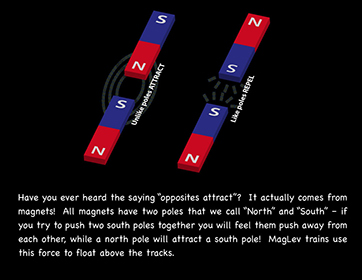 S
N
N
S
Unlike poles ATTRACT
Like poles REPEL
S
S
N
N
Have you ever heard the saying "opposites attract"? It actually comes from
magnets! All magnets have two poles that we call "North" and "South" – if
you try to push two south poles together you will feel them push away from
each other, while a north pole will attract a south pole! MagLev trains use
this force to float above the tracks.